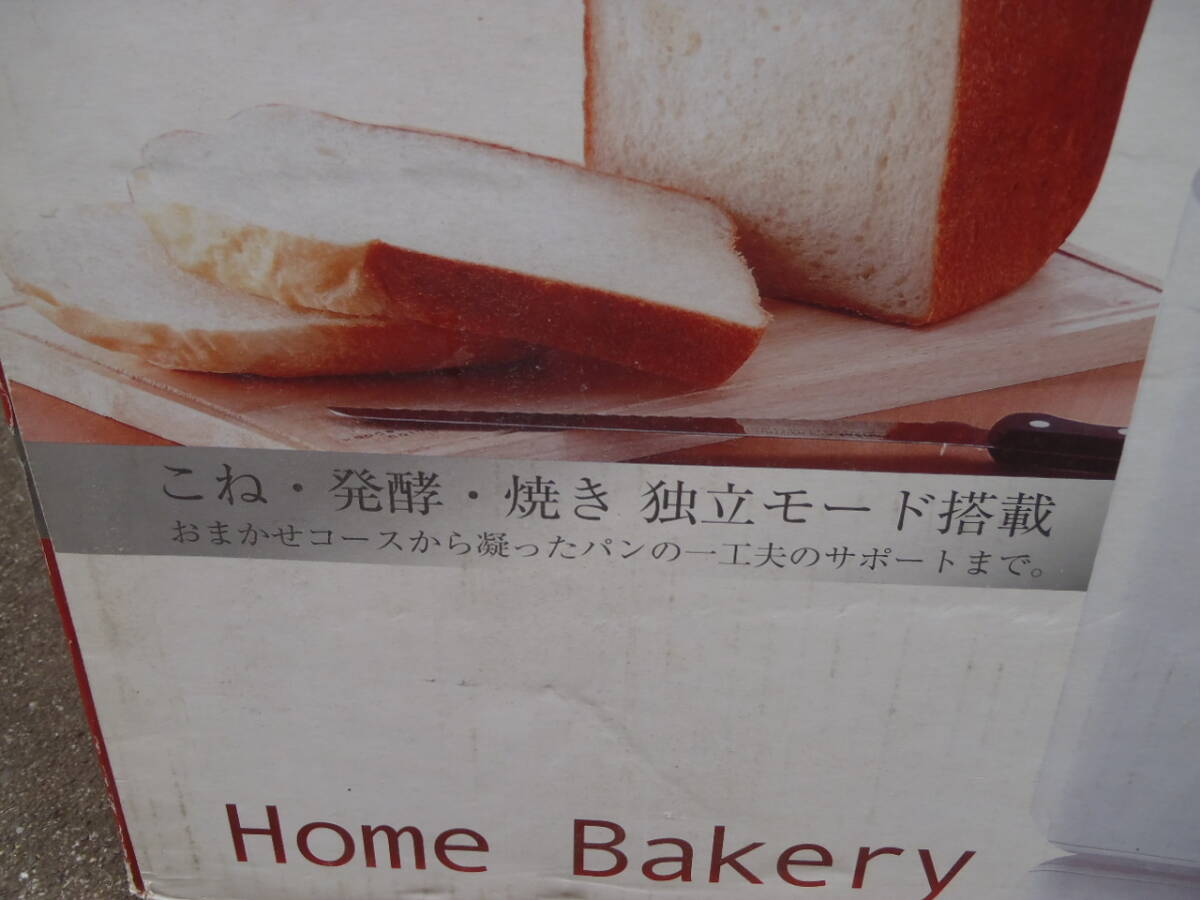 こね・発酵・焼き 独立モード搭載
おまかせコースから凝ったパンの一工夫のサポートまで。
Home Bakery